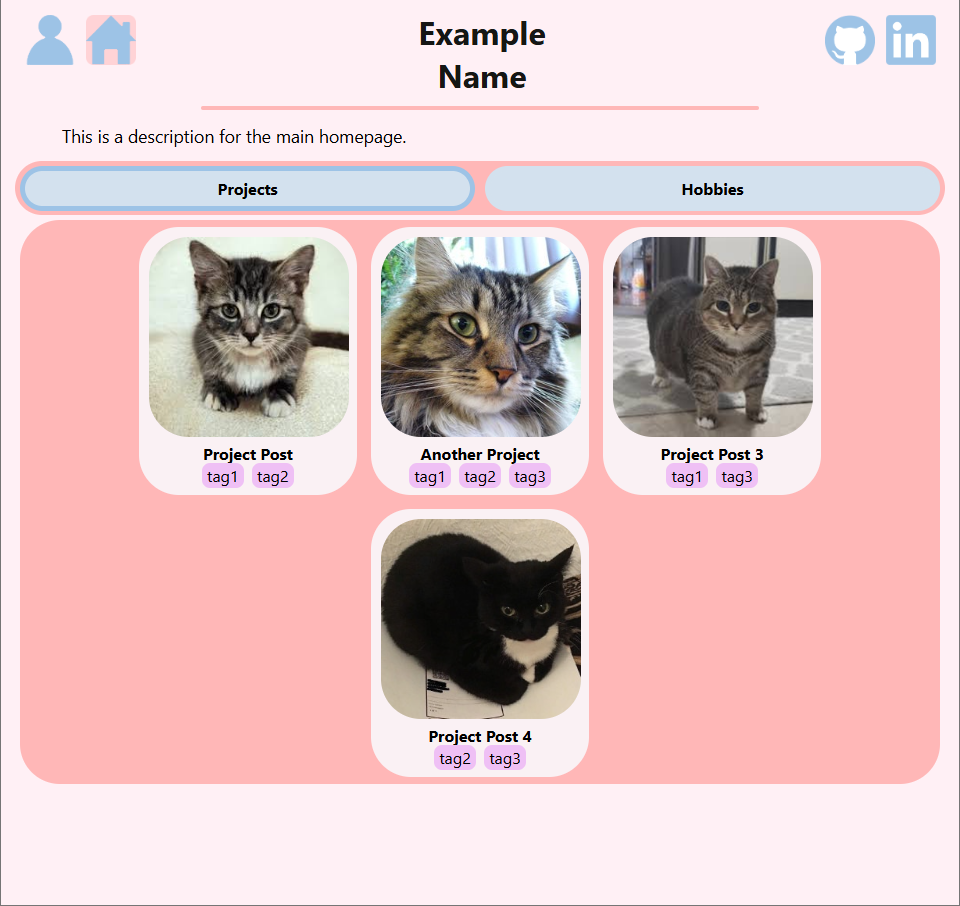 Example
Name
in
This is a description for the main homepage.
Projects
Hobbies
Project Post
tag1 tag2
Another Project
tag1 tag2 tag3
Project Post 3
tag1 tag3
Project Post 4
tag2 tag3